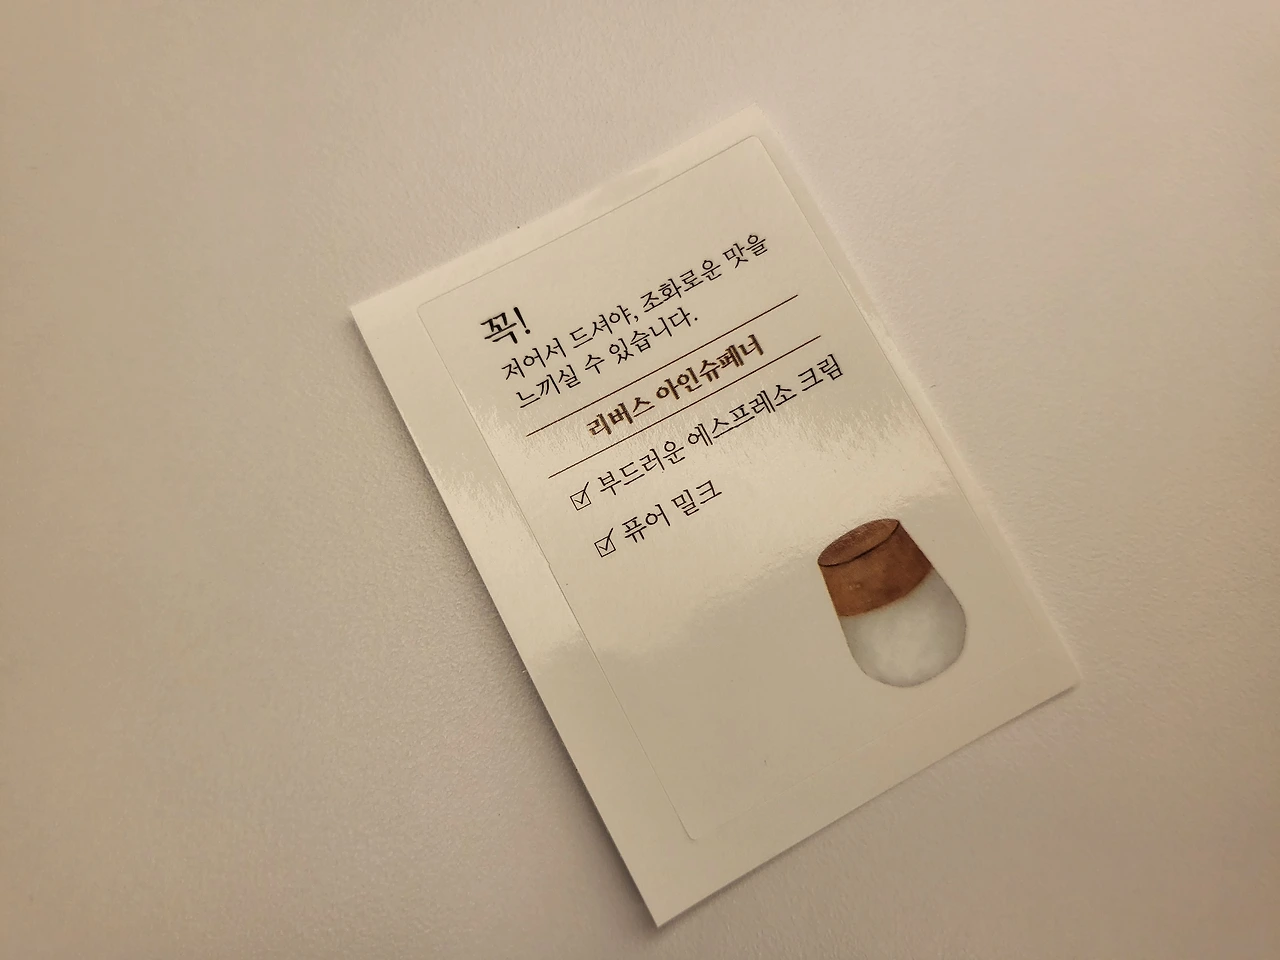 꼭!
저어서 드셔야, 조화로운 맛을
느끼실 수 있습니다.
리버스 아인슈페너
☑ 부드러운 에스프레소 크림
☑ 퓨어 밀크